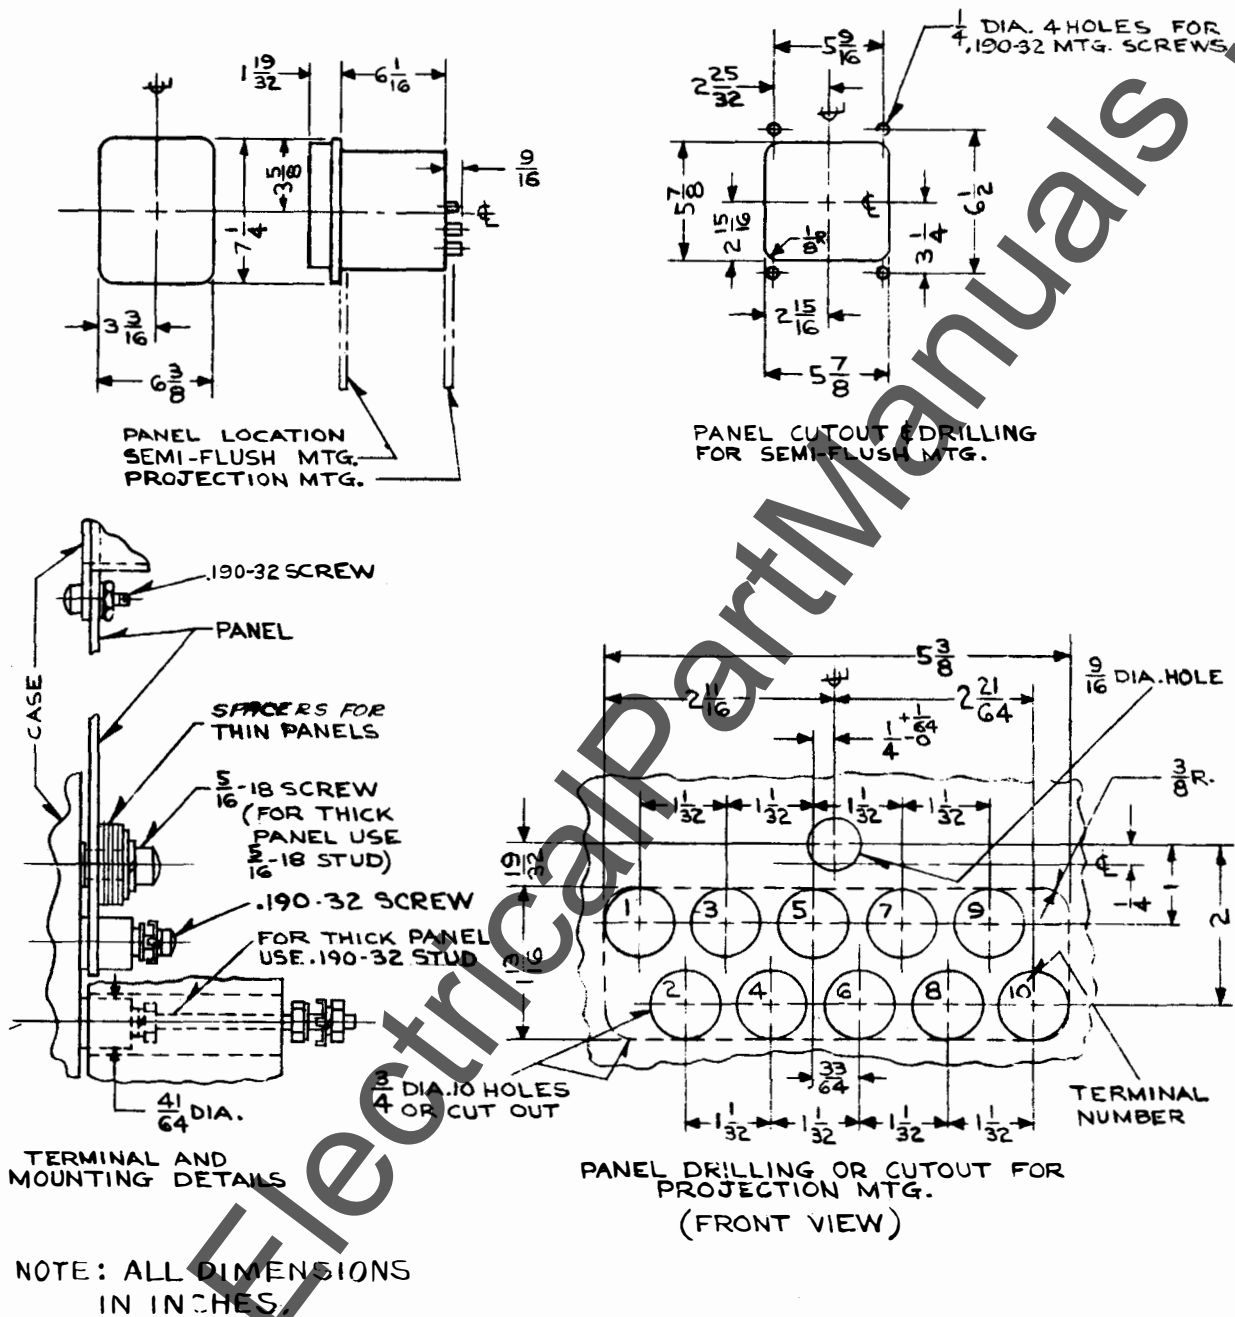 1 19/32
6 1/16
9/16
3 5/8
7 1/4
3 3/16
6 3/8
PANEL LOCATION
SEMI-FLUSH MTG.
PROJECTION MTG.
1/4 DIA. 4 HOLES FOR
.190-32 MTG. SCREWS
5 9/16
2 25/32
5 7/8
2 15/16
1/8 R
6 1/2
3 1/4
2 15/16
5 7/8
PANEL CUTOUT & DRILLING
FOR SEMI-FLUSH MTG.
.190-32 SCREW
PANEL
CASE
SPACERS FOR
THIN PANELS
5/16-18 SCREW
(FOR THICK
PANEL USE
5/16-18 STUD)
.190-32 SCREW
FOR THICK PANEL
USE .190-32 STUD
41/64 DIA.
TERMINAL AND
MOUNTING DETAILS
5 3/8
2 11/16
2 21/64
9/16 DIA. HOLE
1/4 +1/64 -0
3/8 R.
1 1/32
1 1/32
1 1/32
1 1/32
19/32
1/4
1
2
1
3
5
7
9
2
4
6
8
10
3/4 DIA. 10 HOLES
OR CUT OUT
33/64
1 1/32
1 1/32
1 1/32
1 1/32
TERMINAL
NUMBER
PANEL DRILLING OR CUTOUT FOR
PROJECTION MTG.
(FRONT VIEW)
NOTE: ALL DIMENSIONS
IN INCHES.
ElectricalPartManuals